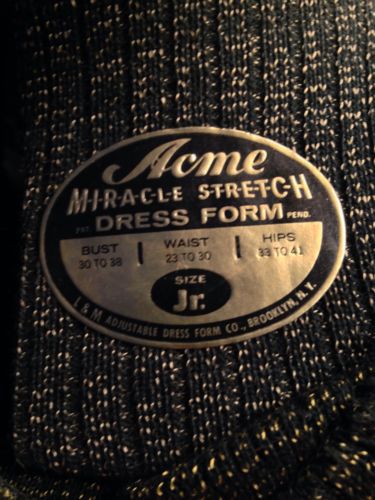 Acme
MIRACLE STRETCH
PAT. DRESS FORM PEND.
BUST | WAIST | HIPS
30 TO 38 | 23 TO 30 | 33 TO 41
SIZE
Jr.
L & M ADJUSTABLE DRESS FORM CO., BROOKLYN, N.Y.